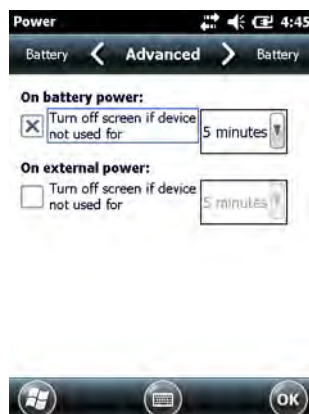 Power 4:45
Battery Advanced Battery
On battery power:
Turn off screen if device
not used for
5 minutes
On external power:
Turn off screen if device
not used for
5 minutes
OK